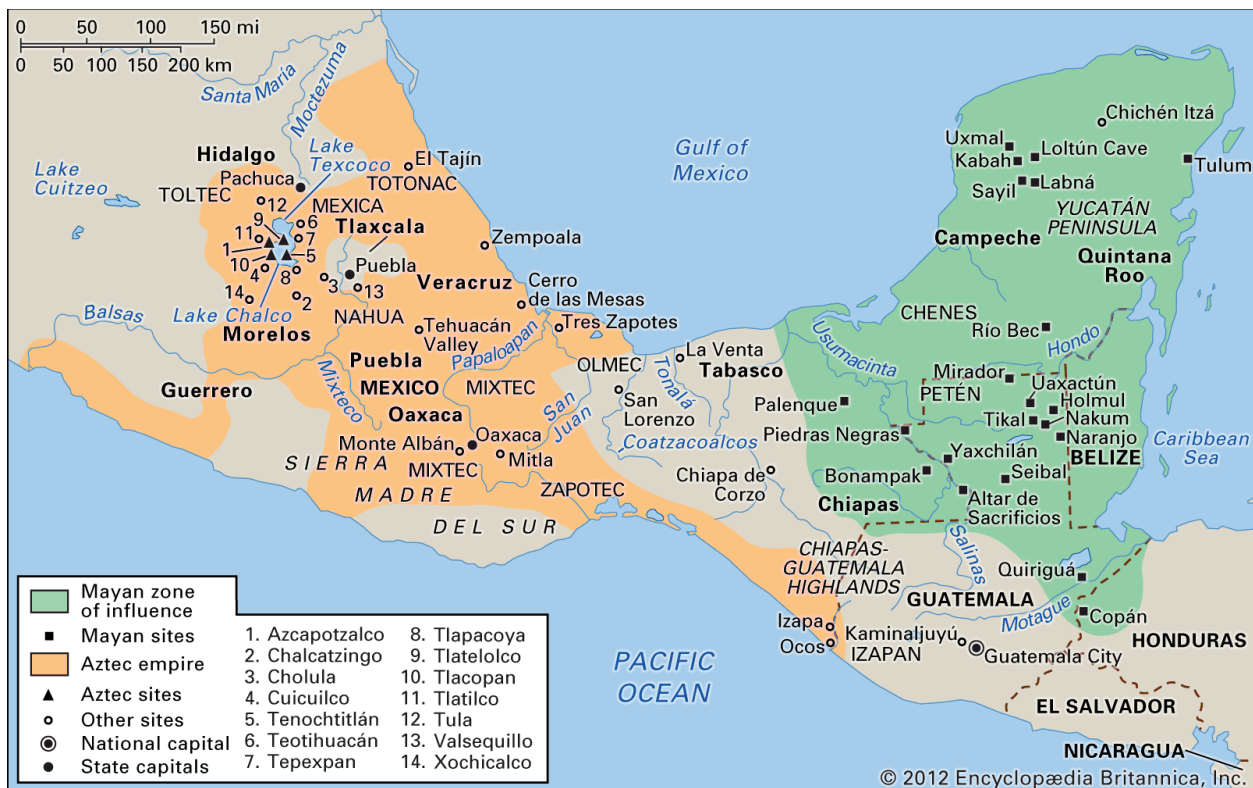 0 50 100 150 mi
0 50 100 150 200 km
Santa María
Moctezuma
Lake
Texcoco
Hidalgo
Pachuca
TOLTEC
Lake
Cuitzeo
12
9
11
1
10
4
14
MEXICA
6
7
5
8
2
3
13
El Tajín
TOTONAC
Tlaxcala
Puebla
Zempoala
Veracruz
Cerro
de las Mesas
Tres Zapotes
Lake Chalco
Morelos
NAHUA
Balsas
Tehuacán
Valley
Papaloapan
Puebla
MEXICO
MIXTEC
Guerrero
Mixteco
Oaxaca
Oaxaca
Monte Albán
Mitla
MIXTEC
ZAPOTEC
SIERRA
MADRE
DEL SUR
San
Juan
OLMEC
La Venta
Tonalá
Tabasco
San
Lorenzo
Coatzacoálcos
Chiapa de
Corzo
Gulf of
Mexico
Chichén Itzá
Uxmal
Kabah
Loltún Cave
Tulum
Sayil
Labná
YUCATÁN
PENINSULA
Campeche
Quintana
Roo
CHENES
Río Bec
Hondo
Usumacinta
Mirador
PETÉN
Uaxactún
Holmul
Tikal
Nakum
Naranjo
BELIZE
Caribbean
Sea
Palenque
Piedras Negras
Yaxchilán
Seibal
Bonampak
Altar de
Sacrificios
Chiapas
Salinas
CHIAPAS-
GUATEMALA
HIGHLANDS
Quiriguá
GUATEMALA
Motague
Copán
HONDURAS
Izapa
Ocos
Kaminaljuyú
IZAPAN
Guatemala City
EL SALVADOR
NICARAGUA
PACIFIC
OCEAN
Mayan zone
of influence
Mayan sites
Aztec empire
Aztec sites
Other sites
National capital
State capitals
1. Azcapotzalco
2. Chalcatzingo
3. Cholula
4. Cuicuilco
5. Tenochtitlán
6. Teotihuacán
7. Tepexpan
8. Tlapacoya
9. Tlatelolco
10. Tlacopan
11. Tlatilco
12. Tula
13. Valsequillo
14. Xochicalco
© 2012 Encyclopædia Britannica, Inc.